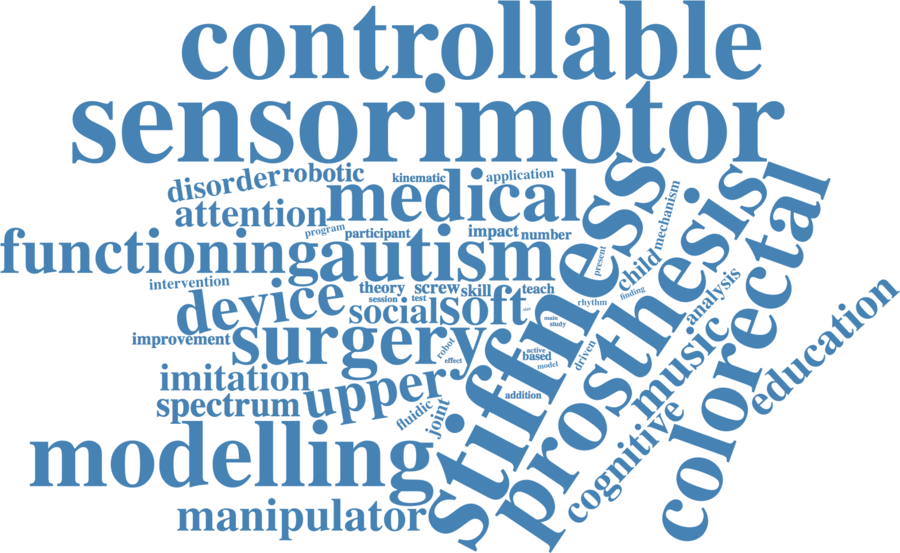 controllable
sensorimotor
disorder
robotic
kinematic
application
attention
medical
program
participant
impact
number
functioning
autism
intervention
theory
screw
skill
teach
device
session
test
social
soft
size
rhythm
finding
present
child
mechanism
improvement
surgery
robot
effect
main
study
active
based
model
driven
analysis
imitation
upper
addition
spectrum
fluidic
joint
modelling
manipulator
stiffness
prosthesis
music
cognitive
colorectal
education